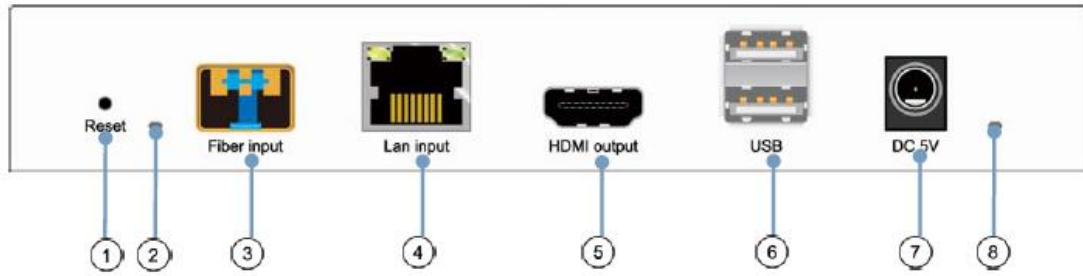 Reset
Fiber input
Lan input
HDMI output
USB
DC 5V
1 2 3 4 5 6 7 8